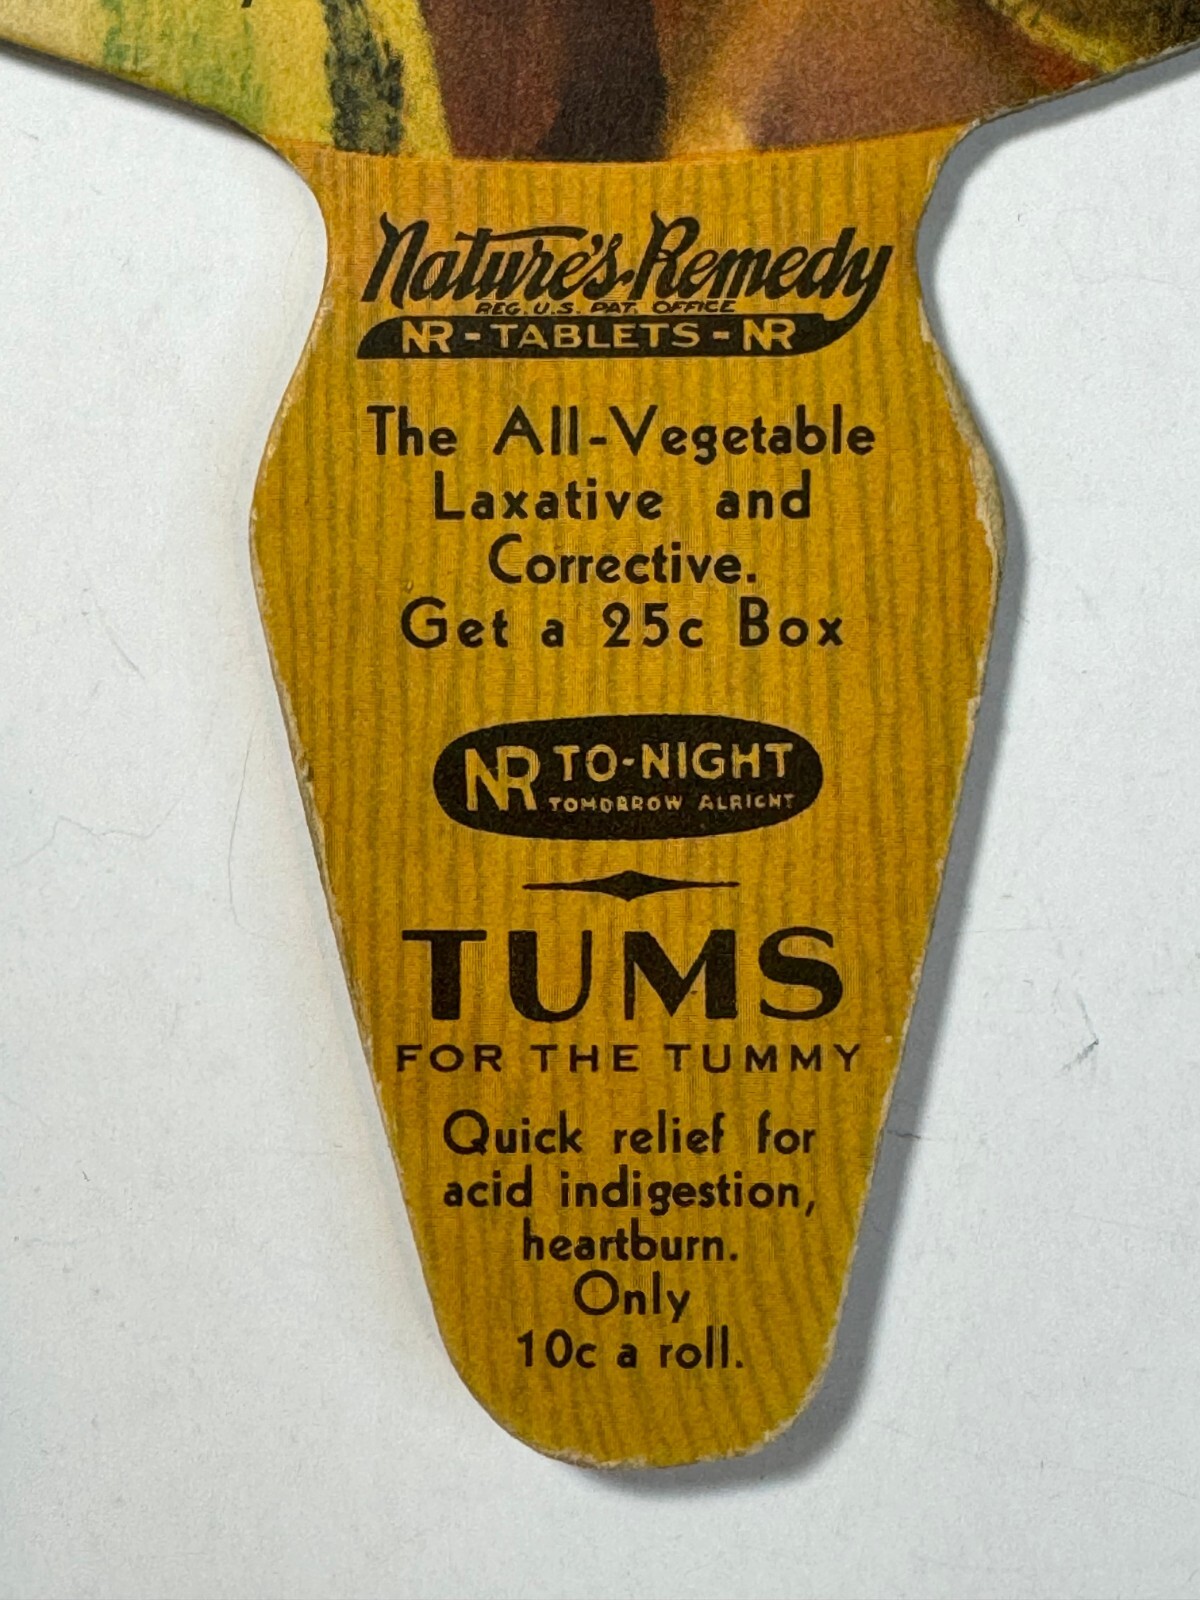 Nature's Remedy
REG. U.S. PAT. OFFICE
NR - TABLETS - NR
The All-Vegetable
Laxative and
Corrective.
Get a 25c Box
NR TO-NIGHT
TOMORROW ALRIGHT
TUMS
FOR THE TUMMY
Quick relief for
acid indigestion,
heartburn.
Only
10c a roll.